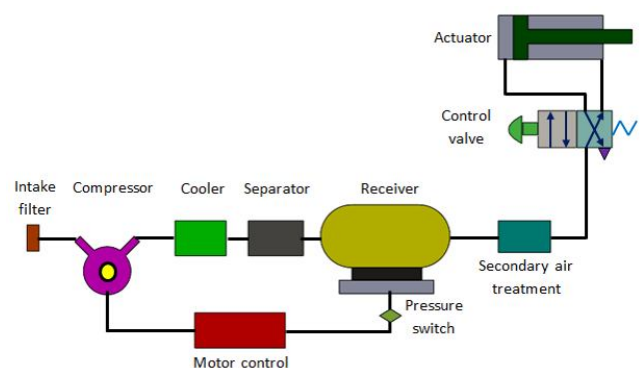 Actuator
Control
valve
Intake
filter
Compressor
Cooler
Separator
Receiver
Secondary air
treatment
Pressure
switch
Motor control